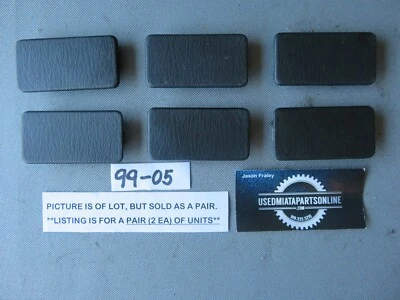 99-05
PICTURE IS OF LOT, BUT SOLD AS A PAIR.
**LISTING IS FOR A PAIR (2 EA) OF UNITS**
Jason Fraley
USEDMIATAPARTSONLINE
.COM